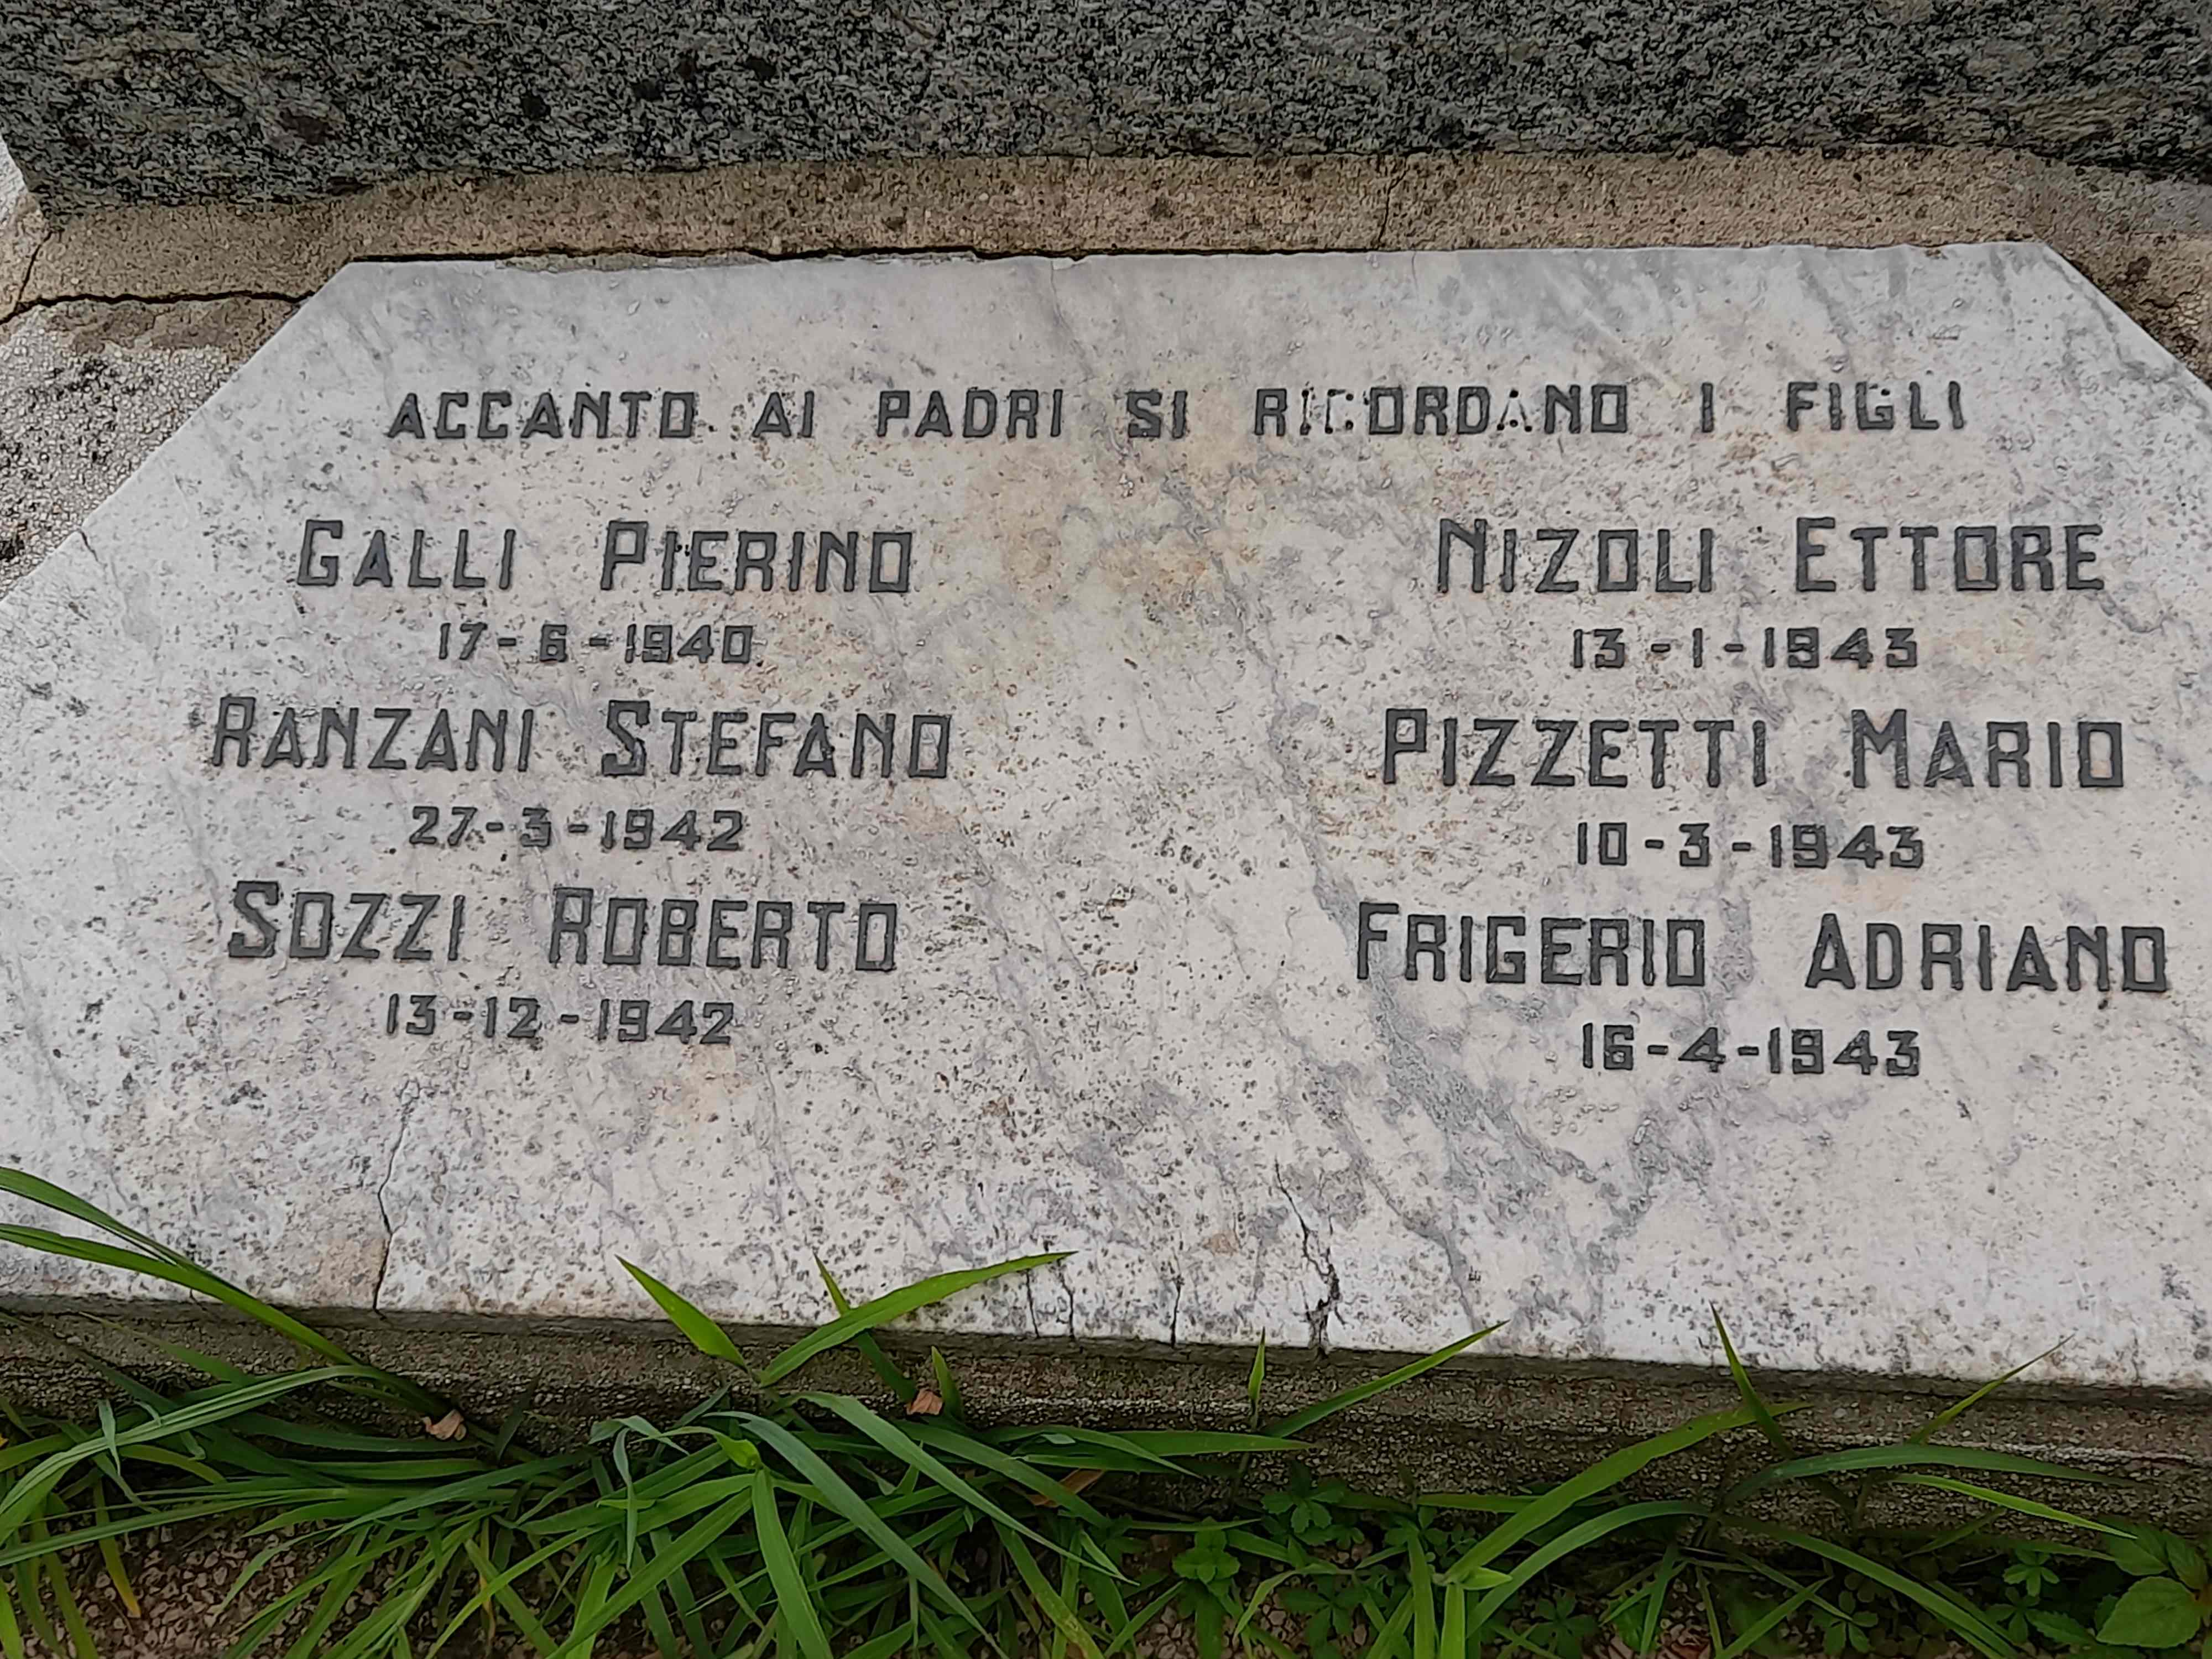 ACCANTO AI PADRI SI RICORDANO I FIGLI
GALLI PIERINO
17-6-1940
RANZANI STEFANO
27-3-1942
SOZZI ROBERTO
13-12-1942
NIZOLI ETTORE
13-1-1943
PIZZETTI MARIO
10-3-1943
FRIGERIO ADRIANO
16-4-1943